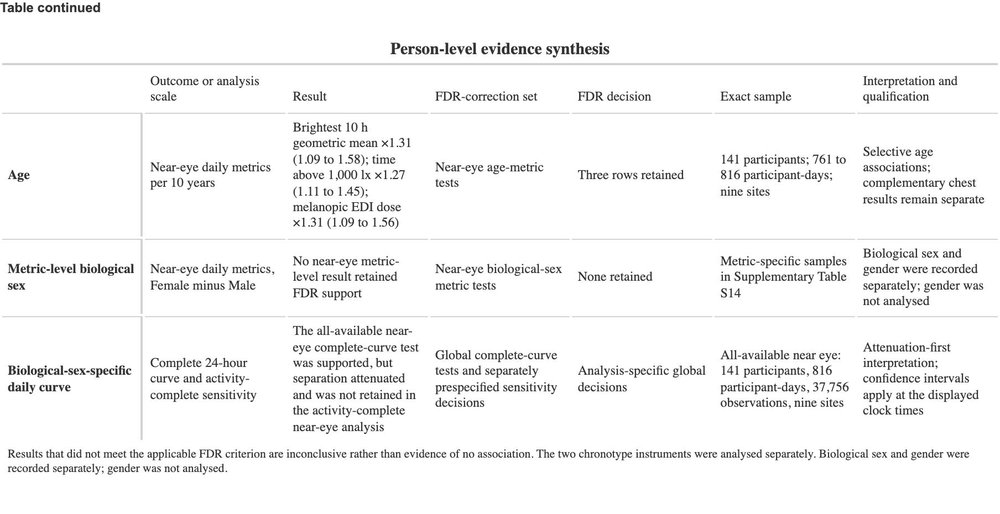 Table continued
Person-level evidence synthesis
Outcome or analysis
scale
Result
FDR-correction set
FDR decision
Exact sample
Interpretation and
qualification
Age
Near-eye daily metrics
per 10 years
Brightest 10 h
geometric mean ×1.31
(1.09 to 1.58); time
above 1,000 lx ×1.27
(1.11 to 1.45);
melanopic EDI dose
×1.31 (1.09 to 1.56)
Near-eye age-metric
tests
Three rows retained
141 participants; 761 to
816 participant-days;
nine sites
Selective age
associations;
complementary chest
results remain separate
Metric-level biological
sex
Near-eye daily metrics,
Female minus Male
No near-eye metric-
level result retained
FDR support
Near-eye biological-sex
metric tests
None retained
Metric-specific samples
in Supplementary Table
S14
Biological sex and
gender were recorded
separately; gender was
not analysed
Biological-sex-specific
daily curve
Complete 24-hour
curve and activity-
complete sensitivity
The all-available near-
eye complete-curve test
was supported, but
separation attenuated
and was not retained in
the activity-complete
near-eye analysis
Global complete-curve
tests and separately
prespecified sensitivity
decisions
Analysis-specific global
decisions
All-available near eye:
141 participants, 816
participant-days, 37,756
observations, nine sites
Attenuation-first
interpretation;
confidence intervals
apply at the displayed
clock times
Results that did not meet the applicable FDR criterion are inconclusive rather than evidence of no association. The two chronotype instruments were analysed separately. Biological sex and gender were
recorded separately; gender was not analysed.